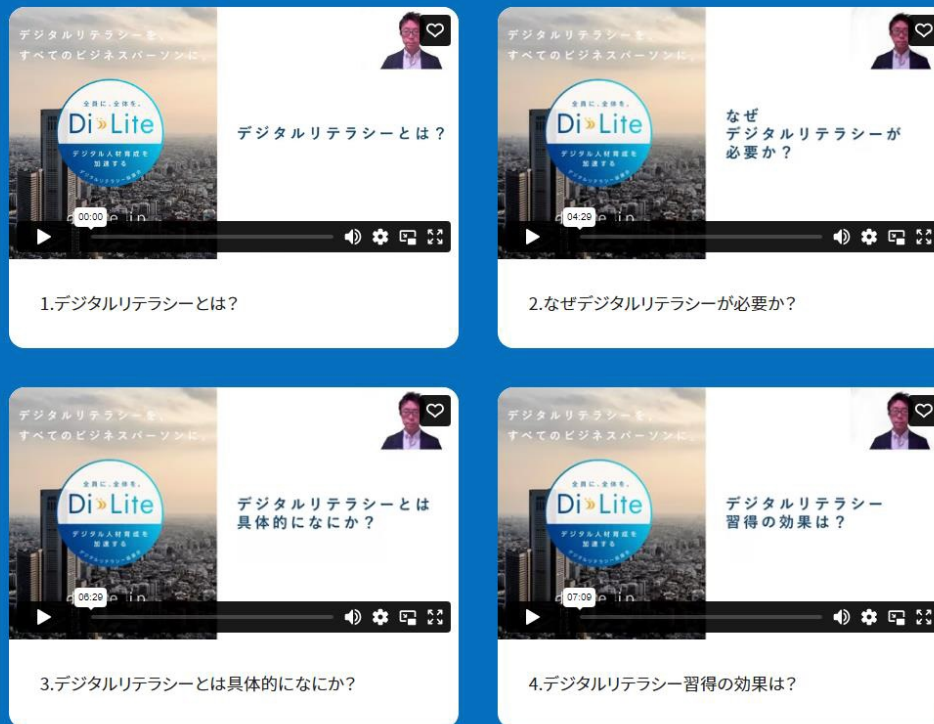 デジタルリテラシーを、
すべてのビジネスパーソンに。
全員に、全体を。
Di Lite
デジタル人材育成を
加速する
デジタルリテラシーとは？
00:00
1.デジタルリテラシーとは？
デジタルリテラシーを、
すべてのビジネスパーソンに。
全員に、全体を。
Di Lite
デジタル人材育成を
加速する
なぜ
デジタルリテラシーが
必要か？
04:29
2.なぜデジタルリテラシーが必要か？
デジタルリテラシーを、
すべてのビジネスパーソンに。
全員に、全体を。
Di Lite
デジタル人材育成を
加速する
デジタルリテラシーとは
具体的になにか？
06:29
3.デジタルリテラシーとは具体的になにか？
デジタルリテラシーを、
すべてのビジネスパーソンに。
全員に、全体を。
Di Lite
デジタル人材育成を
加速する
デジタルリテラシー
習得の効果は？
07:09
4.デジタルリテラシー習得の効果は？